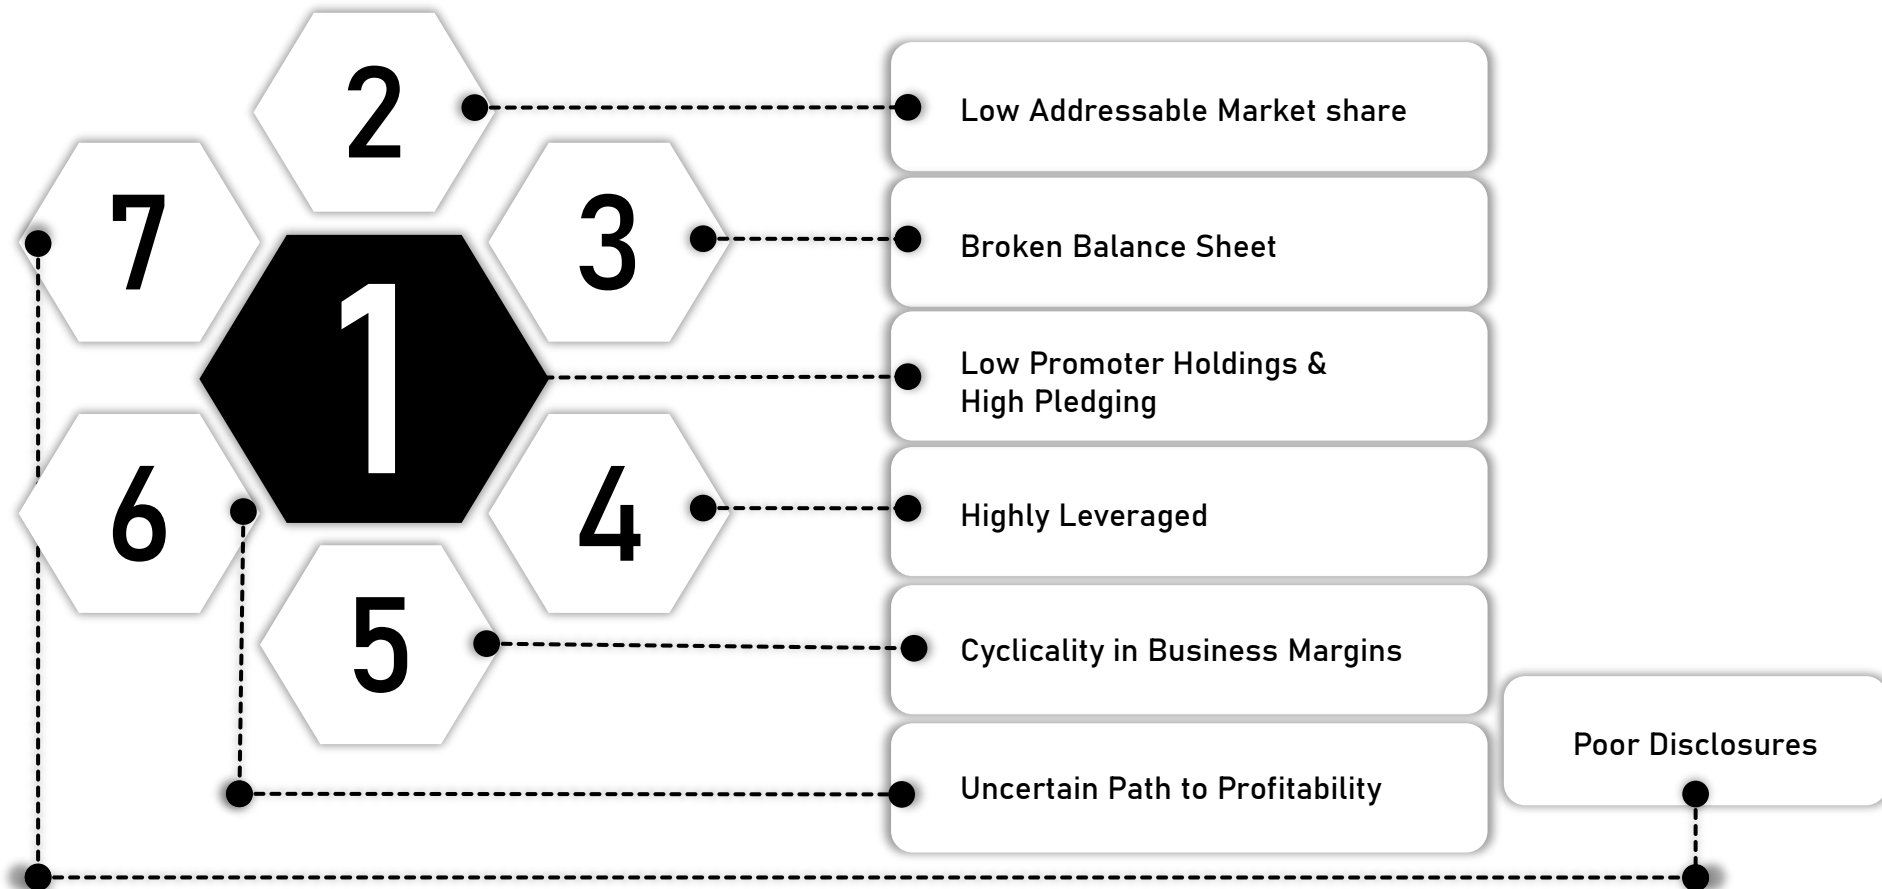 2
Low Addressable Market share
7
3
Broken Balance Sheet
1
Low Promoter Holdings &
High Pledging
6
4
Highly Leveraged
5
Cyclicality in Business Margins
Poor Disclosures
Uncertain Path to Profitability